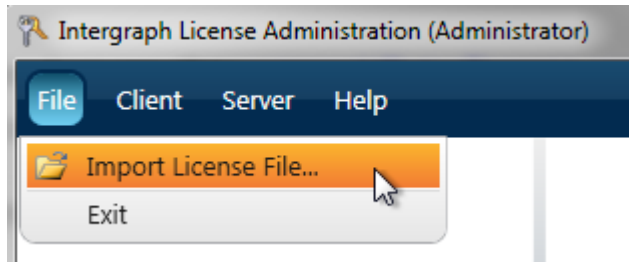 Intergraph License Administration (Administrator)
File Client Server Help
Import License File...
Exit